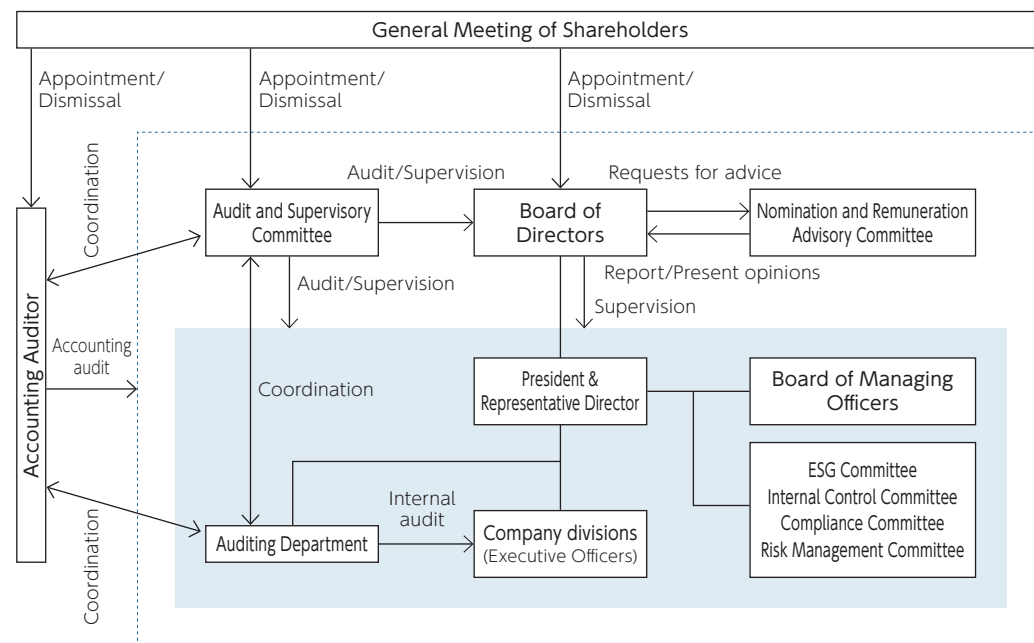 General Meeting of Shareholders
Appointment/
Dismissal
Appointment/
Dismissal
Appointment/
Dismissal
Coordination
Audit/Supervision
Requests for advice
Audit and Supervisory
Committee
Board of
Directors
Nomination and Remuneration
Advisory Committee
Report/Present opinions
Audit/Supervision
Supervision
Accounting Auditor
Accounting
audit
Coordination
President &
Representative Director
Board of Managing
Officers
ESG Committee
Internal Control Committee
Compliance Committee
Risk Management Committee
Internal
audit
Auditing Department
Company divisions
(Executive Officers)
Coordination